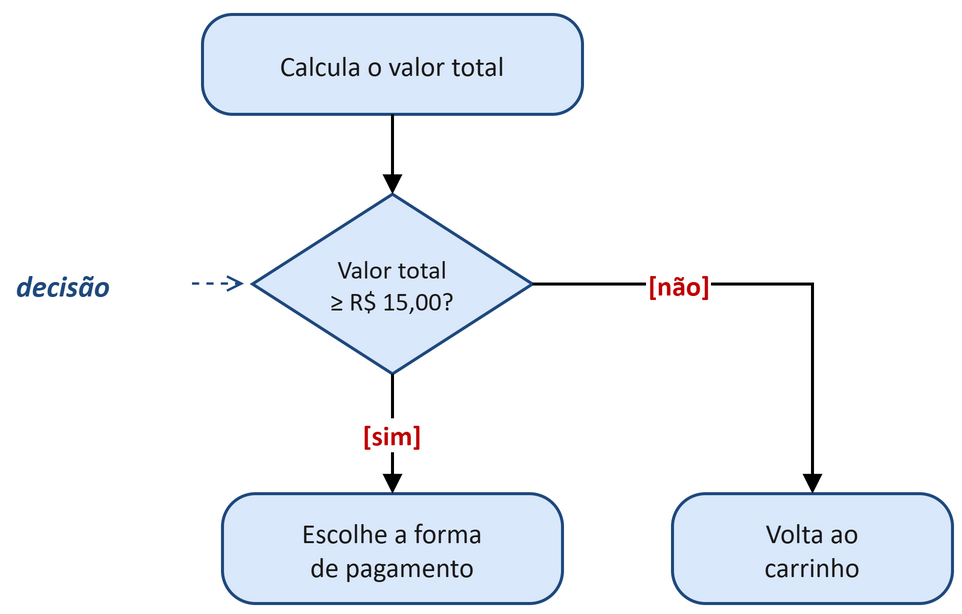 Calcula o valor total
Valor total
≥ R$ 15,00?
decisão
[não]
[sim]
Escolhe a forma
de pagamento
Volta ao
carrinho